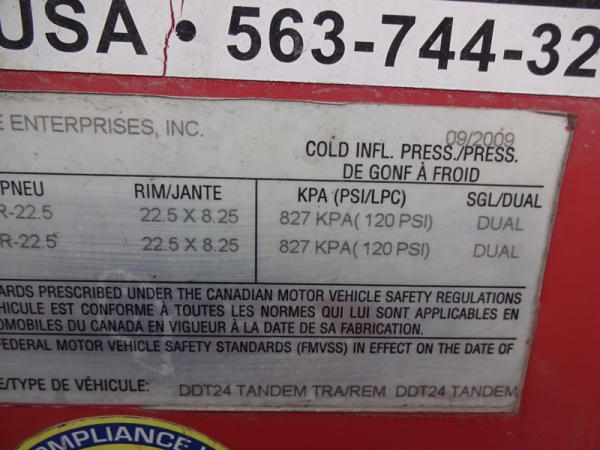 USA • 563-744-32
E ENTERPRISES, INC.
09/2009
COLD INFL. PRESS./PRESS.
DE GONF À FROID
/PNEU RIM/JANTE KPA (PSI/LPC) SGL/DUAL
R-22.5 22.5 X 8.25 827 KPA( 120 PSI) DUAL
R-22.5 22.5 X 8.25 827 KPA( 120 PSI) DUAL
ARDS PRESCRIBED UNDER THE CANADIAN MOTOR VEHICLE SAFETY REGULATIONS
HICULE EST CONFORME À TOUTES LES NORMES QUI LUI SONT APPLICABLES EN
OMOBILES DU CANADA EN VIGUEUR À LA DATE DE SA FABRICATION.
FEDERAL MOTOR VEHICLE SAFETY STANDARDS (FMVSS) IN EFFECT ON THE DATE OF
E/TYPE DE VÉHICULE: DDT24 TANDEM TRA/REM DDT24 TANDEM
OMPLIANCE